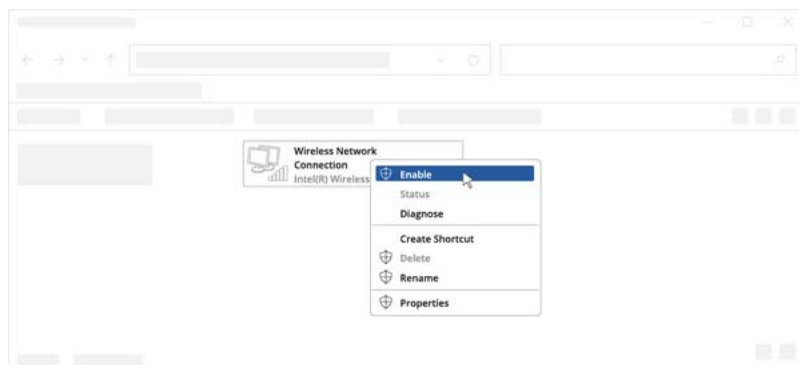 Wireless Network
Connection
Intel(R) Wireless
Enable
Status
Diagnose
Create Shortcut
Delete
Rename
Properties